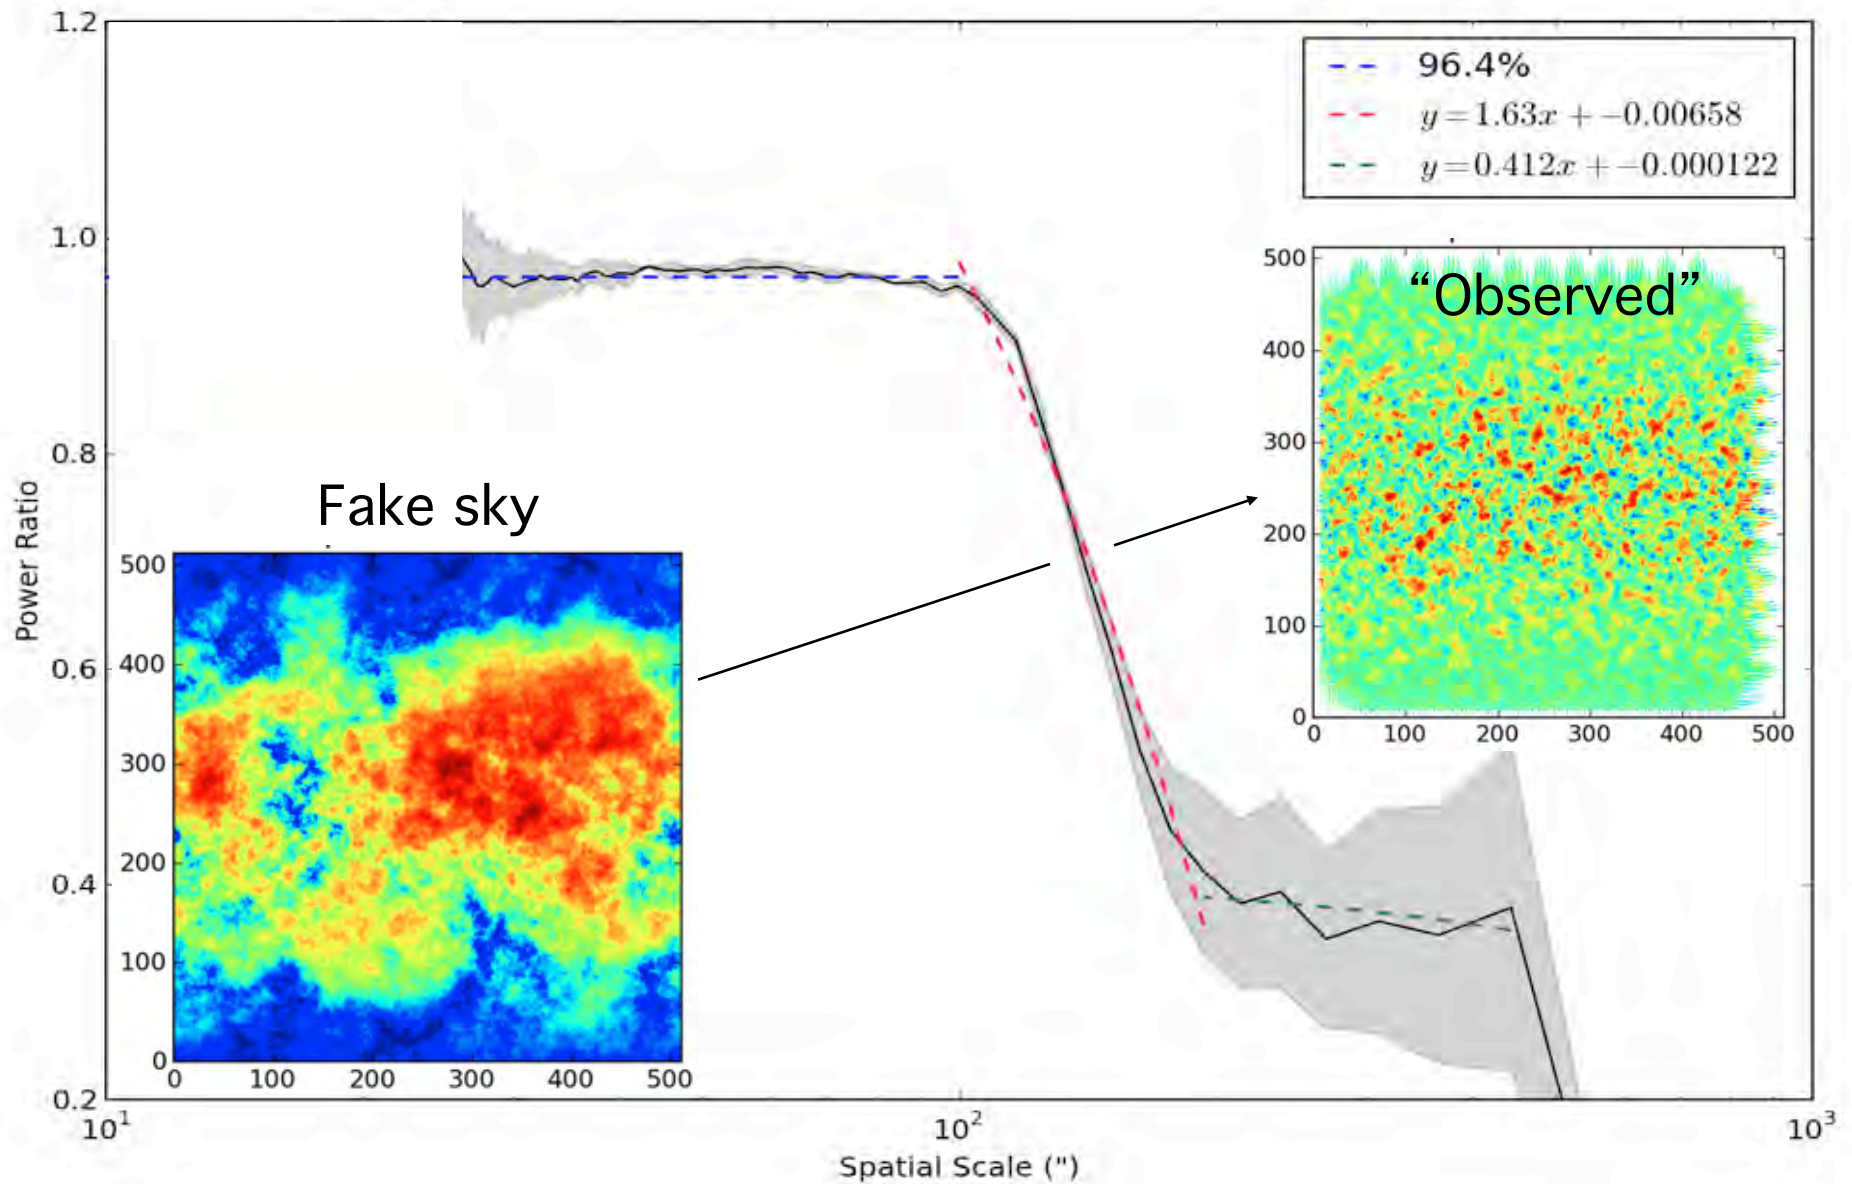 1.2
1.0
0.8
0.6
0.4
0.2
Power Ratio
10¹
10²
10³
Spatial Scale (")
96.4%
y=1.63x + −0.00658
y=0.412x + −0.000122
Fake sky
500
400
300
200
100
0
0 100 200 300 400 500
“Observed”
500
400
300
200
100
0
0 100 200 300 400 500